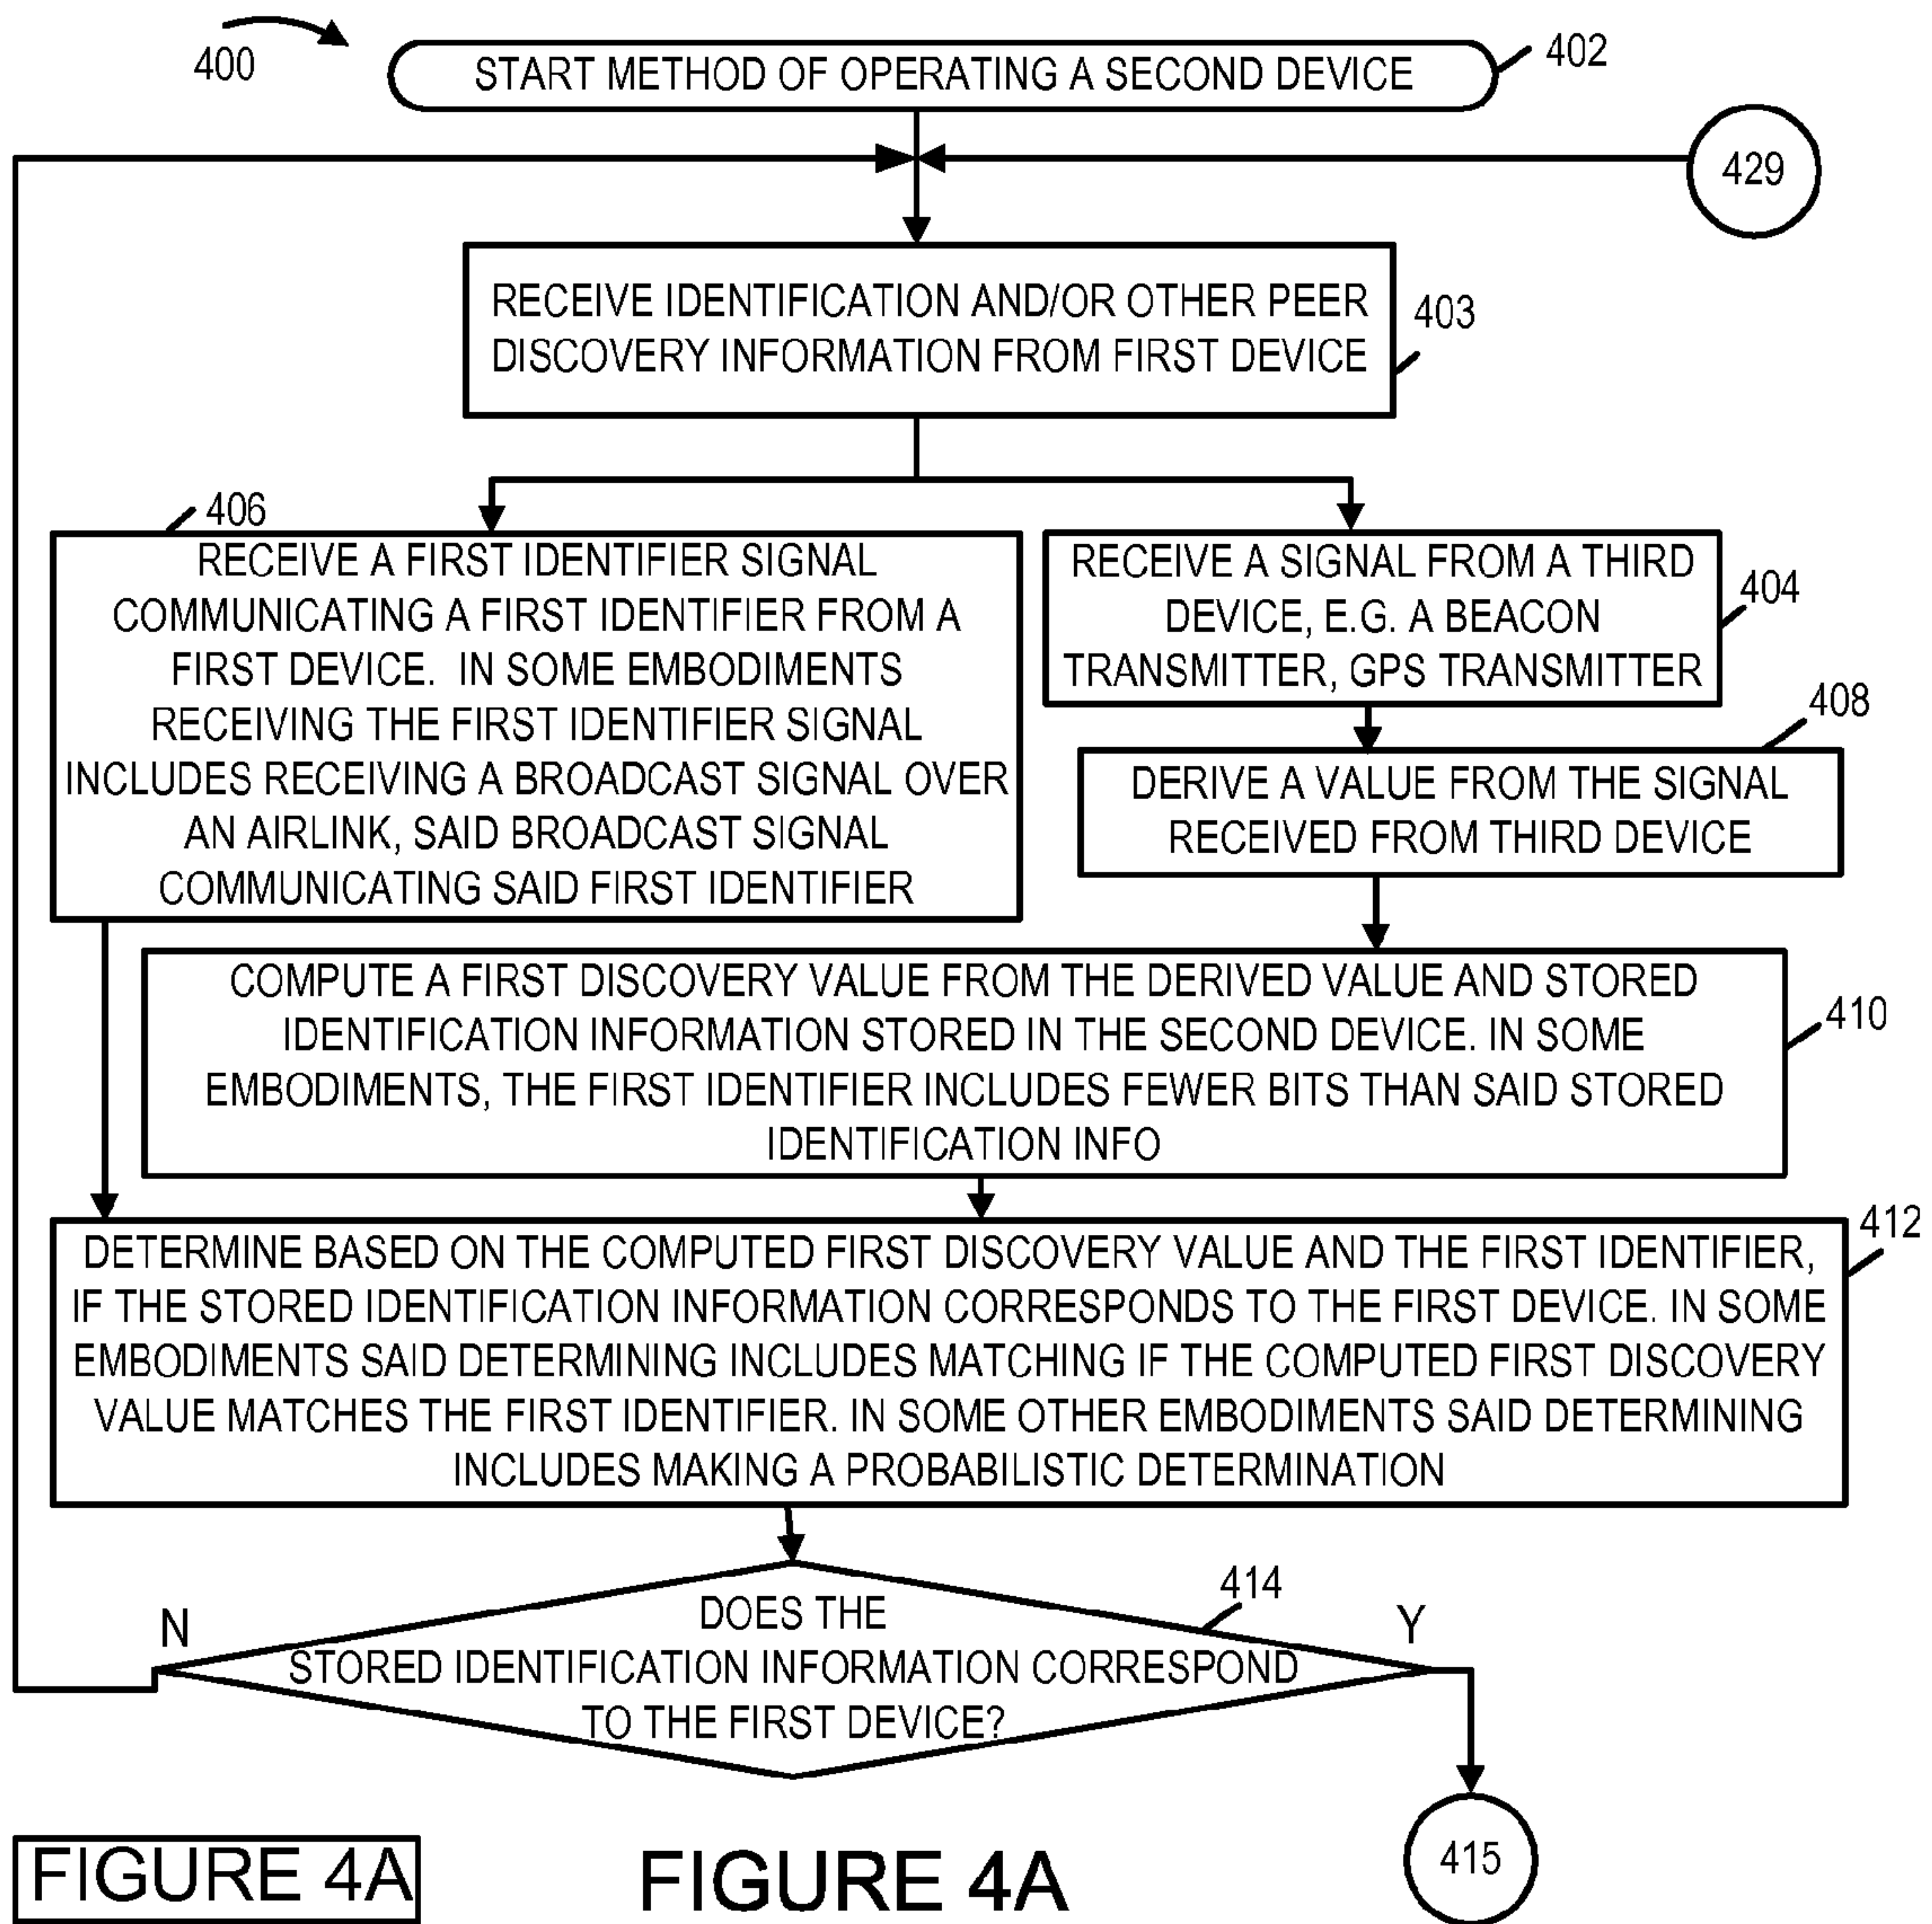 400
START METHOD OF OPERATING A SECOND DEVICE
402
429
RECEIVE IDENTIFICATION AND/OR OTHER PEER
DISCOVERY INFORMATION FROM FIRST DEVICE
403
406
RECEIVE A FIRST IDENTIFIER SIGNAL
COMMUNICATING A FIRST IDENTIFIER FROM A
FIRST DEVICE. IN SOME EMBODIMENTS
RECEIVING THE FIRST IDENTIFIER SIGNAL
INCLUDES RECEIVING A BROADCAST SIGNAL OVER
AN AIRLINK, SAID BROADCAST SIGNAL
COMMUNICATING SAID FIRST IDENTIFIER
RECEIVE A SIGNAL FROM A THIRD
DEVICE, E.G. A BEACON
TRANSMITTER, GPS TRANSMITTER
404
408
DERIVE A VALUE FROM THE SIGNAL
RECEIVED FROM THIRD DEVICE
COMPUTE A FIRST DISCOVERY VALUE FROM THE DERIVED VALUE AND STORED
IDENTIFICATION INFORMATION STORED IN THE SECOND DEVICE. IN SOME
EMBODIMENTS, THE FIRST IDENTIFIER INCLUDES FEWER BITS THAN SAID STORED
IDENTIFICATION INFO
410
412
DETERMINE BASED ON THE COMPUTED FIRST DISCOVERY VALUE AND THE FIRST IDENTIFIER,
IF THE STORED IDENTIFICATION INFORMATION CORRESPONDS TO THE FIRST DEVICE. IN SOME
EMBODIMENTS SAID DETERMINING INCLUDES MATCHING IF THE COMPUTED FIRST DISCOVERY
VALUE MATCHES THE FIRST IDENTIFIER. IN SOME OTHER EMBODIMENTS SAID DETERMINING
INCLUDES MAKING A PROBABILISTIC DETERMINATION
414
N
Y
DOES THE
STORED IDENTIFICATION INFORMATION CORRESPOND
TO THE FIRST DEVICE?
415
FIGURE 4A
FIGURE 4A